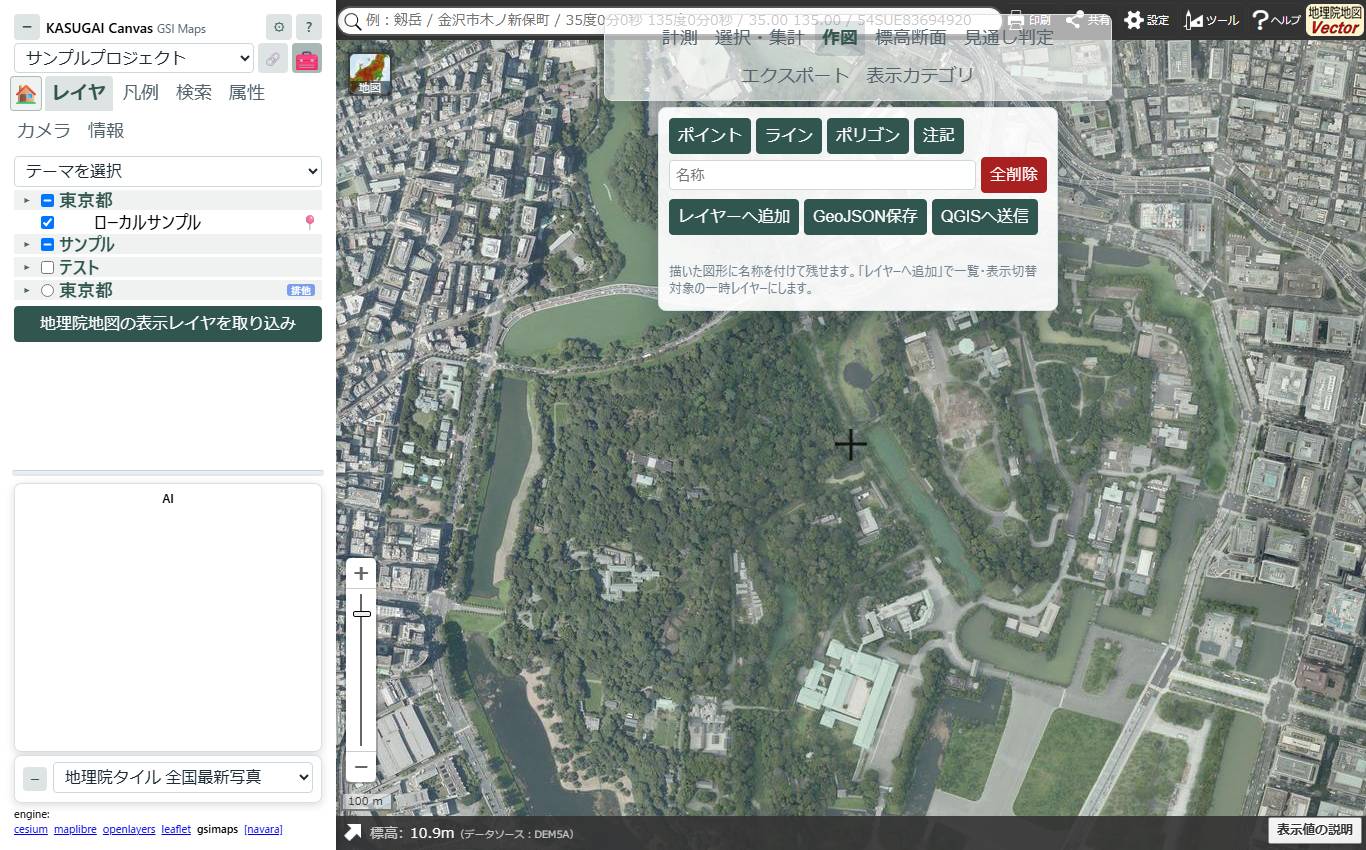 − KASUGAI Canvas GSI Maps ⚙ ?
サンプルプロジェクト
レイヤ 凡例 検索 属性
カメラ 情報
テーマを選択
東京都
ローカルサンプル
サンプル
テスト
東京都 排他
地理院地図の表示レイヤを取り込み
AI
− 地理院タイル 全国最新写真
engine:
cesium maplibre openlayers leaflet gsimaps [navara]
例：剱岳 / 金沢市木ノ新保町 / 35度0分0秒 135度0分0秒 / 35.00 135.00 / 54SUE83694920
印刷 共有 設定 ツール ヘルプ
地理院地図
Vector
地図
計測 選択・集計 作図 標高断面 見通し判定
エクスポート 表示カテゴリ
ポイント ライン ポリゴン 注記
名称 全削除
レイヤーへ追加 GeoJSON保存 QGISへ送信
描いた図形に名称を付けて残せます。「レイヤーへ追加」で一覧・表示切替
対象の一時レイヤーにします。
+
−
100 m
標高: 10.9m (データソース：DEM5A)
表示値の説明